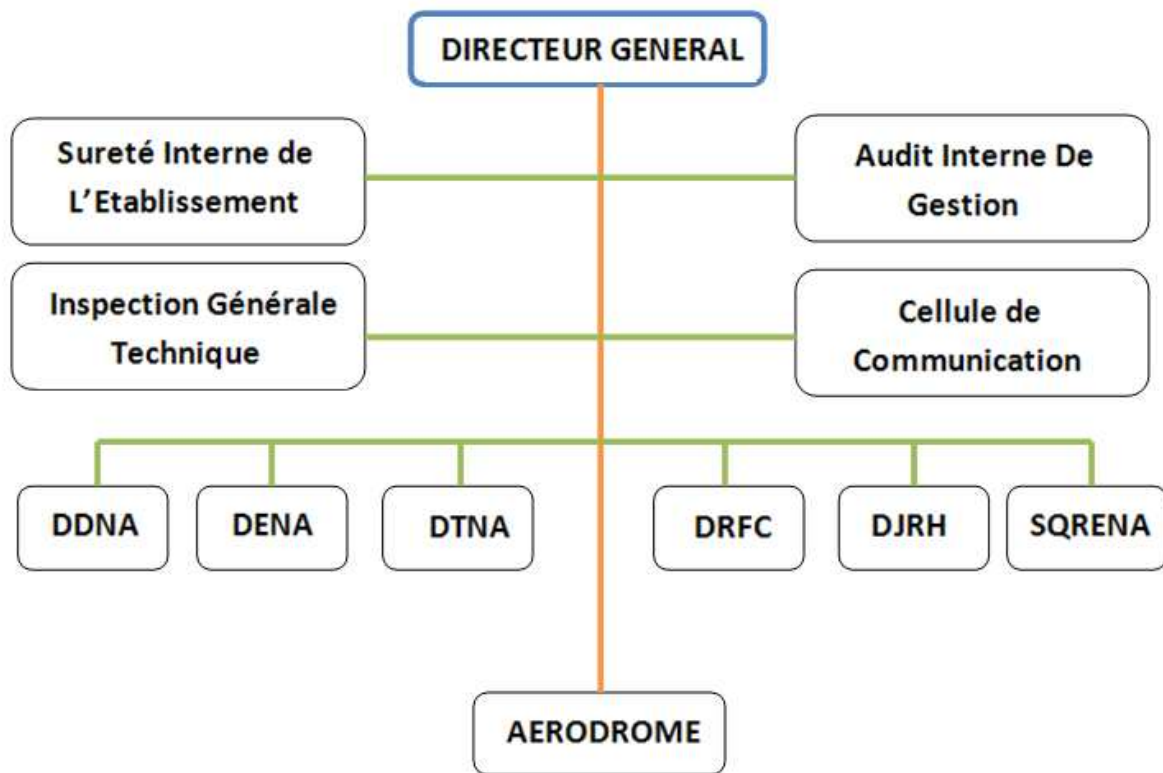 DIRECTEUR GENERAL
Sureté Interne de
L'Etablissement
Audit Interne De
Gestion
Inspection Générale
Technique
Cellule de
Communication
DDNA
DENA
DTNA
DRFC
DJRH
SQRENA
AERODROME